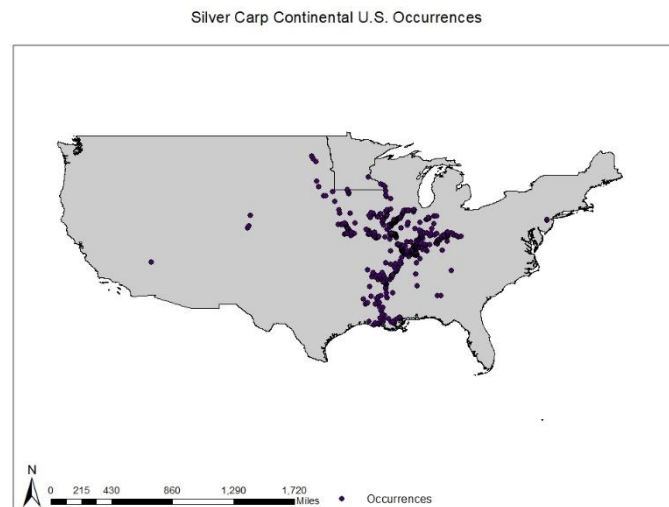 Silver Carp Continental U.S. Occurrences
N
0 215 430 860 1,290 1,720
Miles
Occurrences